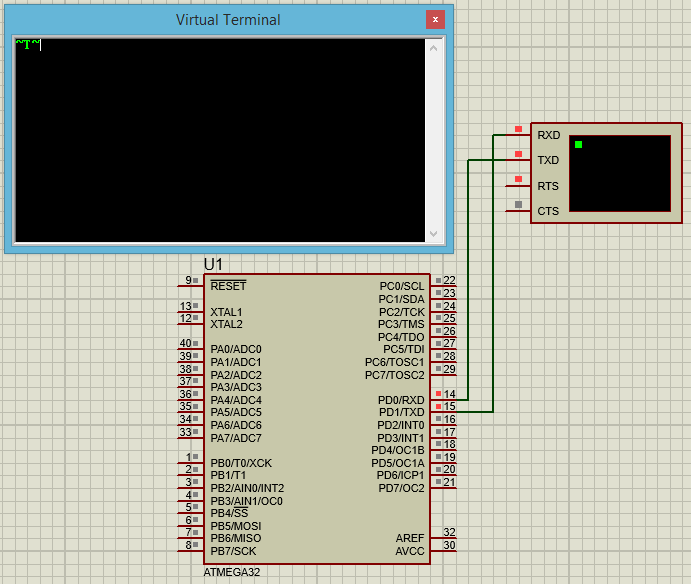 Virtual Terminal
x
~T~
RXD
TXD
RTS
CTS
U1
9 RESET
13 XTAL1
12 XTAL2
40 PA0/ADC0
39 PA1/ADC1
38 PA2/ADC2
37 PA3/ADC3
36 PA4/ADC4
35 PA5/ADC5
34 PA6/ADC6
33 PA7/ADC7
1 PB0/T0/XCK
2 PB1/T1
3 PB2/AIN0/INT2
4 PB3/AIN1/OC0
5 PB4/SS
6 PB5/MOSI
7 PB6/MISO
8 PB7/SCK
PC0/SCL 22
PC1/SDA 23
PC2/TCK 24
PC3/TMS 25
PC4/TDO 26
PC5/TDI 27
PC6/TOSC1 28
PC7/TOSC2 29
PD0/RXD 14
PD1/TXD 15
PD2/INT0 16
PD3/INT1 17
PD4/OC1B 18
PD5/OC1A 19
PD6/ICP1 20
PD7/OC2 21
AREF 32
AVCC 30
ATMEGA32